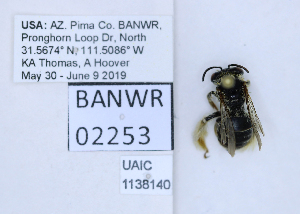 USA: AZ. Pima Co. BANWR,
Pronghorn Loop Dr, North
31.5674° N, 111.5086° W
KA Thomas, A Hoover
May 30 - June 9 2019
BANWR
02253
UAIC
1138140